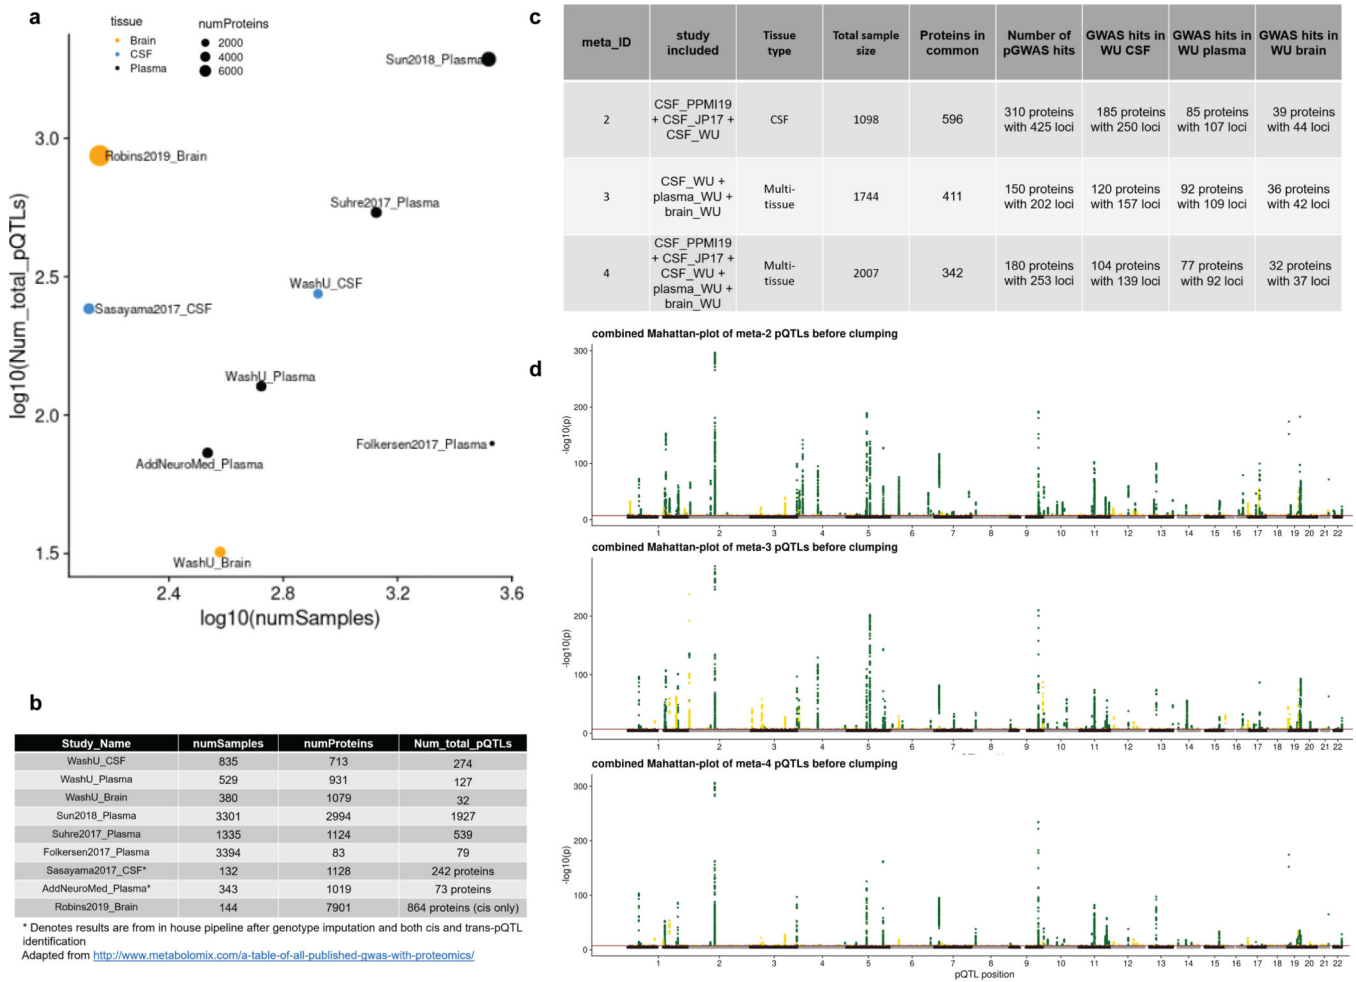 a
tissue
Brain
CSF
Plasma
numProteins
2000
4000
6000
Sun2018_Plasma
Robins2019_Brain
Suhre2017_Plasma
WashU_CSF
Sasayama2017_CSF
WashU_Plasma
Folkersen2017_Plasma
AddNeuroMed_Plasma
WashU_Brain
log10(Num_total_pQTLs)
3.0
2.5
2.0
1.5
2.4 2.8 3.2 3.6
log10(numSamples)
b
Study_Name numSamples numProteins Num_total_pQTLs
WashU_CSF 835 713 274
WashU_Plasma 529 931 127
WashU_Brain 380 1079 32
Sun2018_Plasma 3301 2994 1927
Suhre2017_Plasma 1335 1124 539
Folkersen2017_Plasma 3394 83 79
Sasayama2017_CSF* 132 1128 242 proteins
AddNeuroMed_Plasma* 343 1019 73 proteins
Robins2019_Brain 144 7901 864 proteins (cis only)
* Denotes results are from in house pipeline after genotype imputation and both cis and trans-pQTL
identification
Adapted from http://www.metabolomix.com/a-table-of-all-published-gwas-with-proteomics/
c
meta_ID
study
included
Tissue
type
Total sample
size
Proteins in
common
Number of
pGWAS hits
GWAS hits in
WU CSF
GWAS hits in
WU plasma
GWAS hits in
WU brain
2
CSF_PPMI19
+ CSF_JP17 +
CSF_WU
CSF
1098
596
310 proteins
with 425 loci
185 proteins
with 250 loci
85 proteins
with 107 loci
39 proteins
with 44 loci
3
CSF_WU +
plasma_WU +
brain_WU
Multi-
tissue
1744
411
150 proteins
with 202 loci
120 proteins
with 157 loci
92 proteins
with 109 loci
36 proteins
with 42 loci
4
CSF_PPMI19
+ CSF_JP17 +
CSF_WU +
plasma_WU +
brain_WU
Multi-
tissue
2007
342
180 proteins
with 253 loci
104 proteins
with 139 loci
77 proteins
with 92 loci
32 proteins
with 37 loci
d
combined Mahattan-plot of meta-2 pQTLs before clumping
300
200
100
0
-log10(p)
1 2 3 4 5 6 7 8 9 10 11 12 13 14 15 16 17 18 19 20 21 22
combined Mahattan-plot of meta-3 pQTLs before clumping
200
100
0
-log10(p)
1 2 3 4 5 6 7 8 9 10 11 12 13 14 15 16 17 18 19 20 21 22
combined Mahattan-plot of meta-4 pQTLs before clumping
300
200
100
0
-log10(p)
1 2 3 4 5 6 7 8 9 10 11 12 13 14 15 16 17 18 19 20 21 22
pQTL position